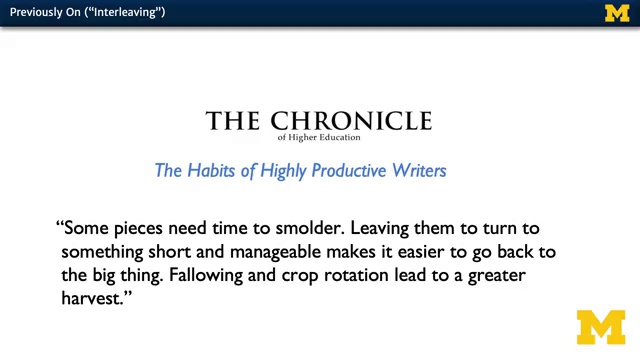 Previously On (“Interleaving”)
M
THE CHRONICLE
of Higher Education
The Habits of Highly Productive Writers
“Some pieces need time to smolder. Leaving them to turn to
something short and manageable makes it easier to go back to
the big thing. Fallowing and crop rotation lead to a greater
harvest.”
M